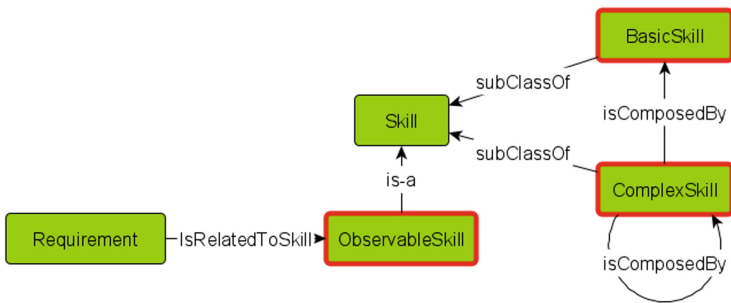 BasicSkill
subClassOf
Skill
isComposedBy
subClassOf
is-a
ComplexSkill
Requirement
IsRelatedToSkill
ObservableSkill
isComposedBy